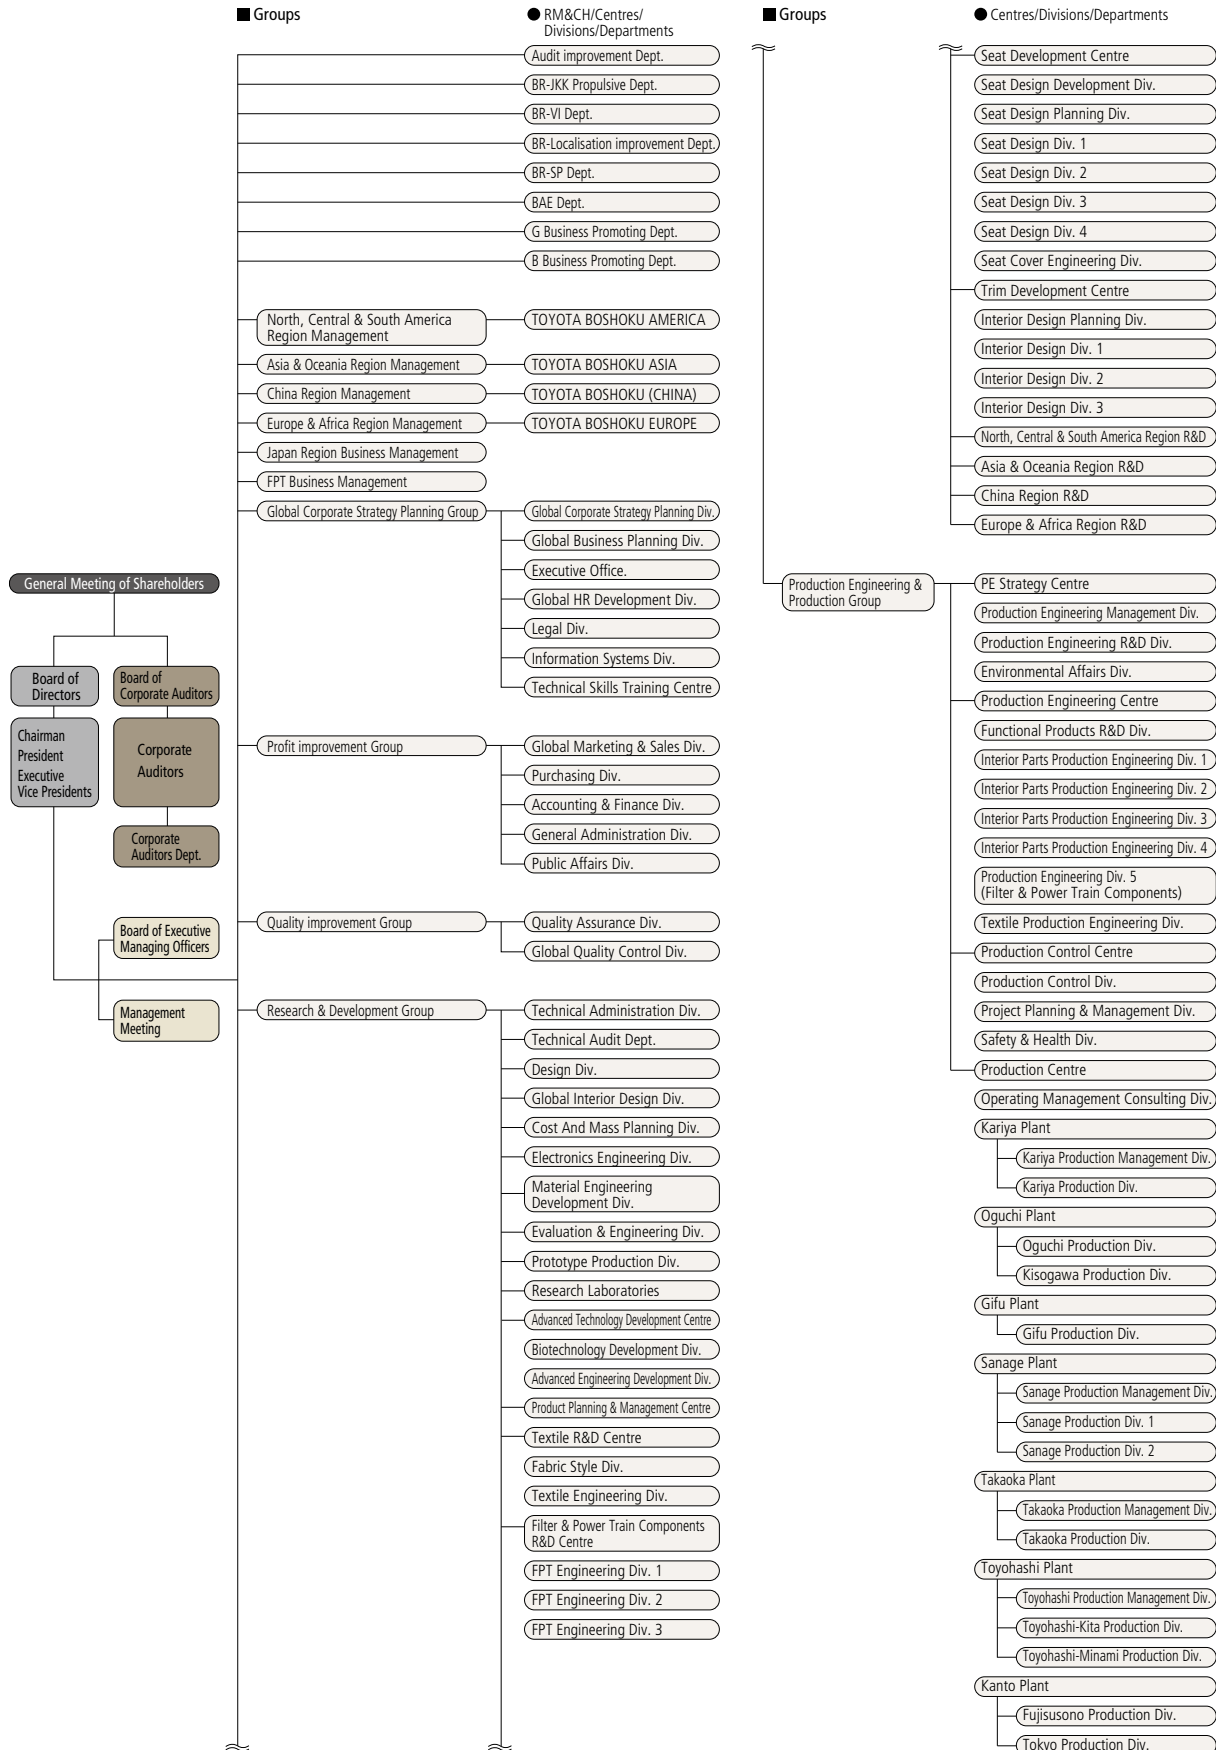 ■ Groups
● RM&CH/Centres/
Divisions/Departments
Audit improvement Dept.
BR-JKK Propulsive Dept.
BR-VI Dept.
BR-Localisation improvement Dept.
BR-SP Dept.
BAE Dept.
G Business Promoting Dept.
B Business Promoting Dept.
North, Central & South America
Region Management
TOYOTA BOSHOKU AMERICA
Asia & Oceania Region Management
TOYOTA BOSHOKU ASIA
China Region Management
TOYOTA BOSHOKU (CHINA)
Europe & Africa Region Management
TOYOTA BOSHOKU EUROPE
Japan Region Business Management
FPT Business Management
Global Corporate Strategy Planning Group
Global Corporate Strategy Planning Div.
Global Business Planning Div.
Executive Office.
Global HR Development Div.
Legal Div.
Information Systems Div.
Technical Skills Training Centre
General Meeting of Shareholders
Board of
Directors
Board of
Corporate Auditors
Chairman
President
Executive
Vice Presidents
Corporate
Auditors
Corporate
Auditors Dept.
Board of Executive
Managing Officers
Management
Meeting
Profit improvement Group
Global Marketing & Sales Div.
Purchasing Div.
Accounting & Finance Div.
General Administration Div.
Public Affairs Div.
Quality improvement Group
Quality Assurance Div.
Global Quality Control Div.
Research & Development Group
Technical Administration Div.
Technical Audit Dept.
Design Div.
Global Interior Design Div.
Cost And Mass Planning Div.
Electronics Engineering Div.
Material Engineering
Development Div.
Evaluation & Engineering Div.
Prototype Production Div.
Research Laboratories
Advanced Technology Development Centre
Biotechnology Development Div.
Advanced Engineering Development Div.
Product Planning & Management Centre
Textile R&D Centre
Fabric Style Div.
Textile Engineering Div.
Filter & Power Train Components
R&D Centre
FPT Engineering Div. 1
FPT Engineering Div. 2
FPT Engineering Div. 3
■ Groups
● Centres/Divisions/Departments
Seat Development Centre
Seat Design Development Div.
Seat Design Planning Div.
Seat Design Div. 1
Seat Design Div. 2
Seat Design Div. 3
Seat Design Div. 4
Seat Cover Engineering Div.
Trim Development Centre
Interior Design Planning Div.
Interior Design Div. 1
Interior Design Div. 2
Interior Design Div. 3
North, Central & South America Region R&D
Asia & Oceania Region R&D
China Region R&D
Europe & Africa Region R&D
Production Engineering &
Production Group
PE Strategy Centre
Production Engineering Management Div.
Production Engineering R&D Div.
Environmental Affairs Div.
Production Engineering Centre
Functional Products R&D Div.
Interior Parts Production Engineering Div. 1
Interior Parts Production Engineering Div. 2
Interior Parts Production Engineering Div. 3
Interior Parts Production Engineering Div. 4
Production Engineering Div. 5
(Filter & Power Train Components)
Textile Production Engineering Div.
Production Control Centre
Production Control Div.
Project Planning & Management Div.
Safety & Health Div.
Production Centre
Operating Management Consulting Div.
Kariya Plant
Kariya Production Management Div.
Kariya Production Div.
Oguchi Plant
Oguchi Production Div.
Kisogawa Production Div.
Gifu Plant
Gifu Production Div.
Sanage Plant
Sanage Production Management Div.
Sanage Production Div. 1
Sanage Production Div. 2
Takaoka Plant
Takaoka Production Management Div.
Takaoka Production Div.
Toyohashi Plant
Toyohashi Production Management Div.
Toyohashi-Kita Production Div.
Toyohashi-Minami Production Div.
Kanto Plant
Fujisusono Production Div.
Tokyo Production Div.